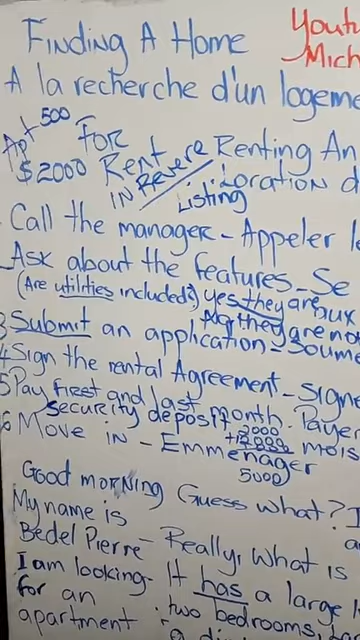 Finding A Home Youtu
Mich
A la recherche d'un logeme
Apt 500 For
$2000 Rent Renting An
IN Revere Location d
Listing
Call the manager - Appeler l
Ask about the features - Se
(Are utilities included?) yes they are aux
they are no
3 Submit an application - Soume
4 Sign the rental Agreement - Signe
5 Pay first and last month. Payer
security deposit 2000 mois
6 Move in - Emmenager
5000
Good morning Guess what? I
My name is
Bedel Pierre - Really, What is
I am looking - It has a large l
for an two bedrooms
apartment